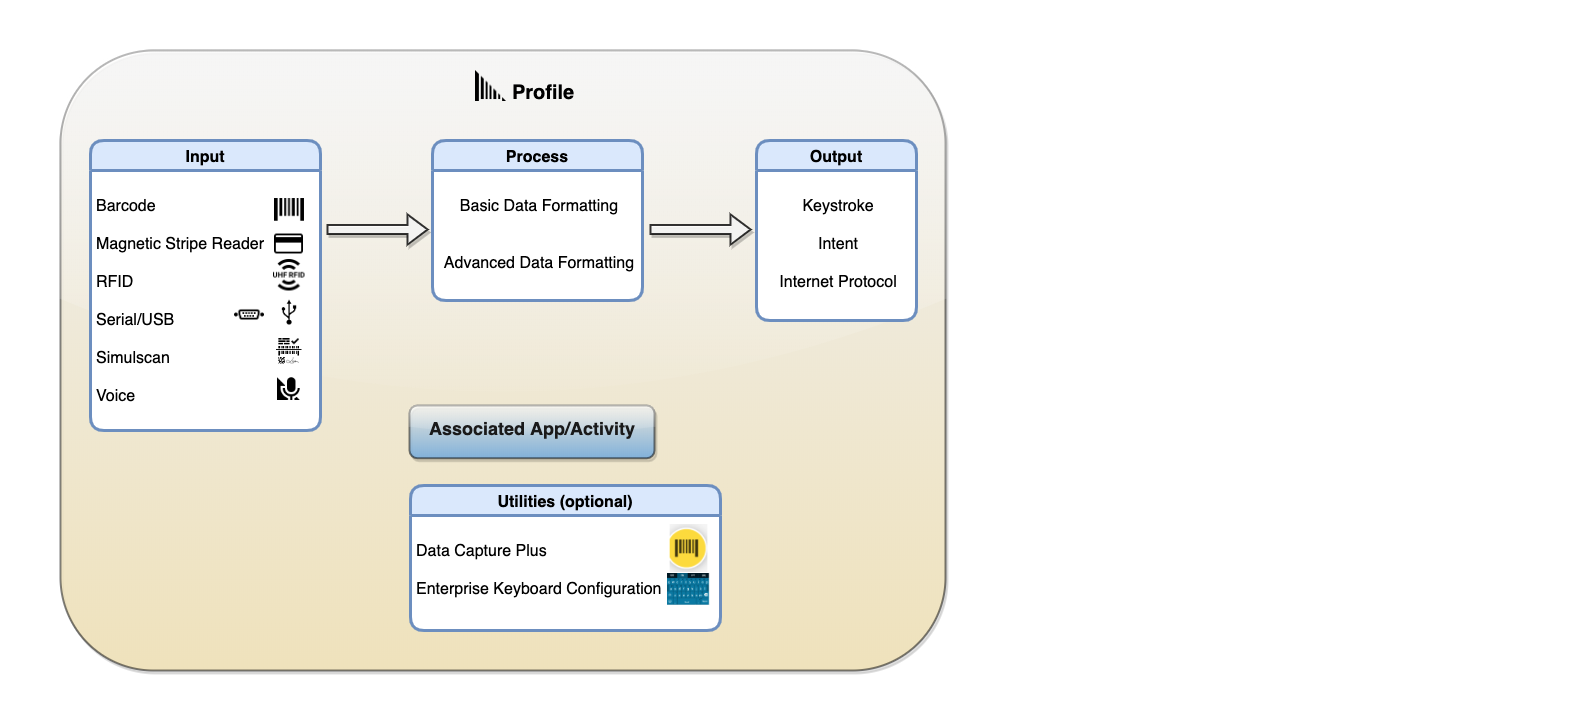 Profile
Input
Barcode
Magnetic Stripe Reader
RFID
UHF RFID
Serial/USB
Simulscan
Voice
Process
Basic Data Formatting
Advanced Data Formatting
Output
Keystroke
Intent
Internet Protocol
Associated App/Activity
Utilities (optional)
Data Capture Plus
Enterprise Keyboard Configuration